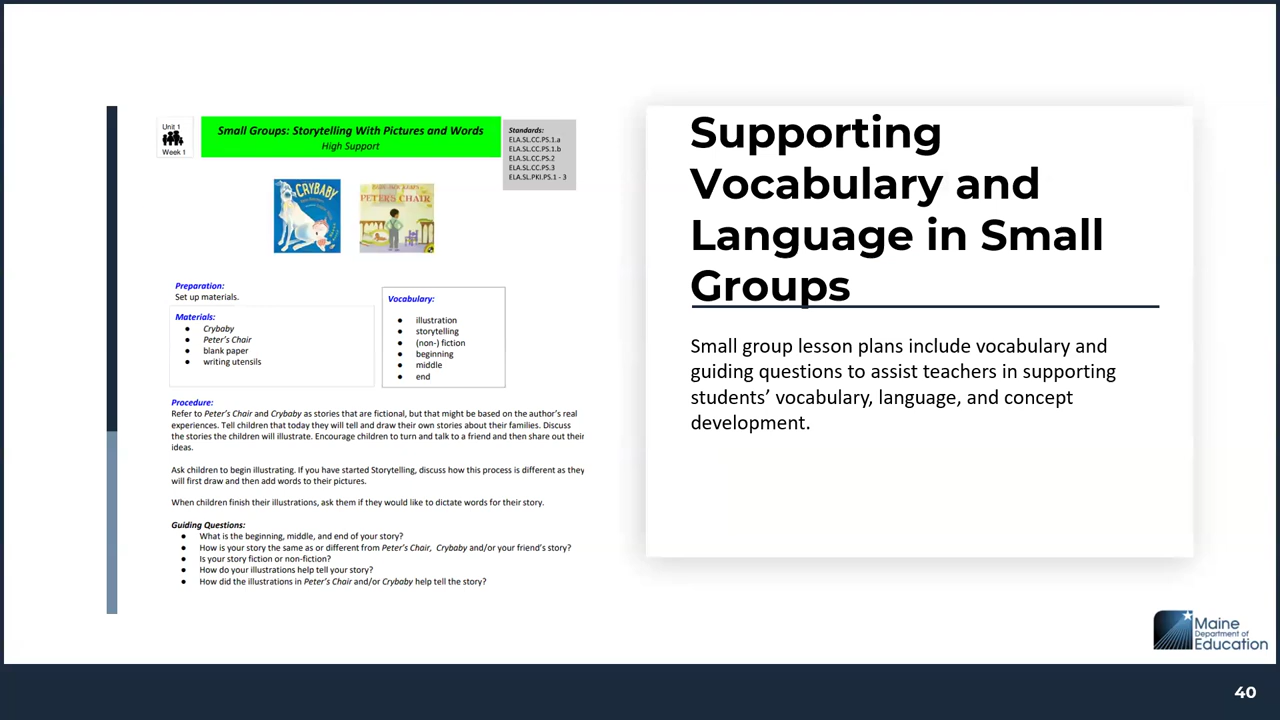 Unit 1
Week 1
Small Groups: Storytelling With Pictures and Words
High Support
Standards:
ELA.SL.CC.PS.1.a
ELA.SL.CC.PS.1.b
ELA.SL.CC.PS.2
ELA.SL.CC.PS.3
ELA.SL.PKI.PS.1 - 3
CRYBABY
PETER'S CHAIR
Preparation:
Set up materials.
Materials:
● Crybaby
● Peter's Chair
● blank paper
● writing utensils
Vocabulary:
● illustration
● storytelling
● (non-) fiction
● beginning
● middle
● end
Procedure:
Refer to Peter's Chair and Crybaby as stories that are fictional, but that might be based on the author's real
experiences. Tell children that today they will tell and draw their own stories about their families. Discuss
the stories the children will illustrate. Encourage children to turn and talk to a friend and then share out their
ideas.
Ask children to begin illustrating. If you have started Storytelling, discuss how this process is different as they
will first draw and then add words to their pictures.
When children finish their illustrations, ask them if they would like to dictate words for their story.
Guiding Questions:
● What is the beginning, middle, and end of your story?
● How is your story the same as or different from Peter's Chair, Crybaby and/or your friend's story?
● Is your story fiction or non-fiction?
● How do your illustrations help tell your story?
● How did the illustrations in Peter's Chair and/or Crybaby help tell the story?
Supporting
Vocabulary and
Language in Small
Groups
Small group lesson plans include vocabulary and
guiding questions to assist teachers in supporting
students' vocabulary, language, and concept
development.
Maine
Department of
Education
40